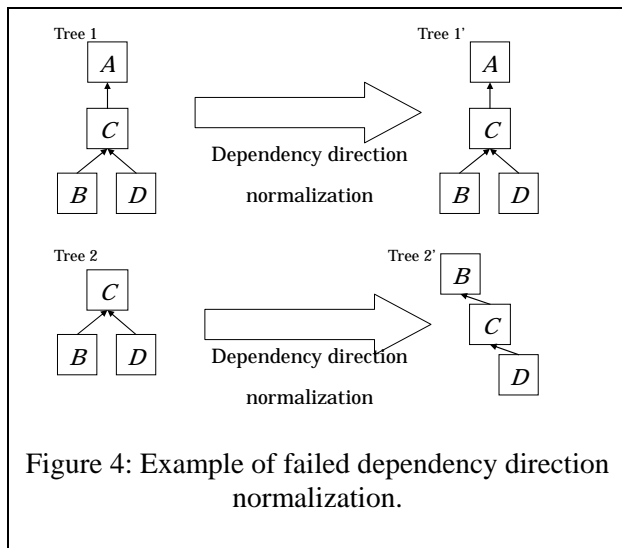 Tree 1
A
C
B D
Dependency direction
normalization
Tree 1’
A
C
B D
Tree 2
C
B D
Dependency direction
normalization
Tree 2’
B
C
D
Figure 4: Example of failed dependency direction
normalization.